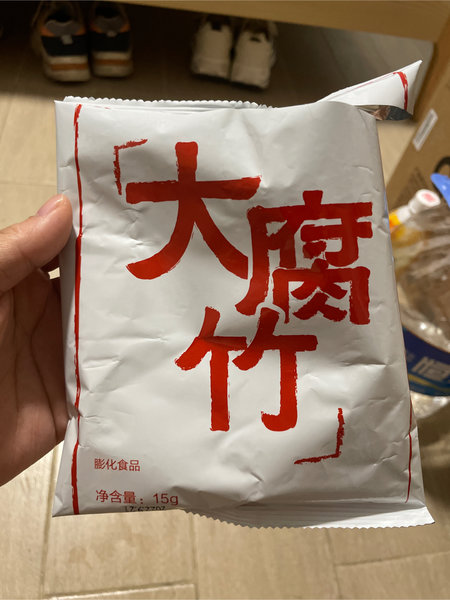 「大
腐
竹」
膨化食品
净含量：15g